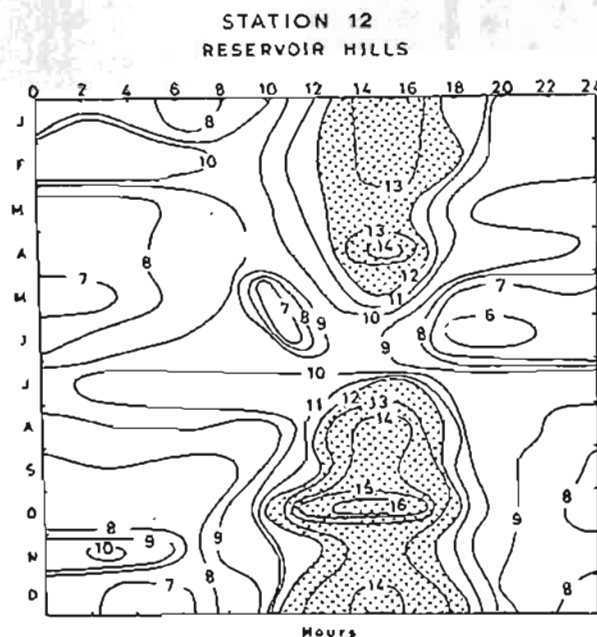 STATION 12
RESERVOIR HILLS
0 2 4 6 8 10 12 14 16 18 20 22 24
J 8
F 10
13
M
A 8 13 14
12
M 7 11 7
7 8 9 10 8 6
J 9
J 10
11 12 13
A 14
S
15
O 16 8
8 9 9
N 10 9
7 8 14 8
D
Hours